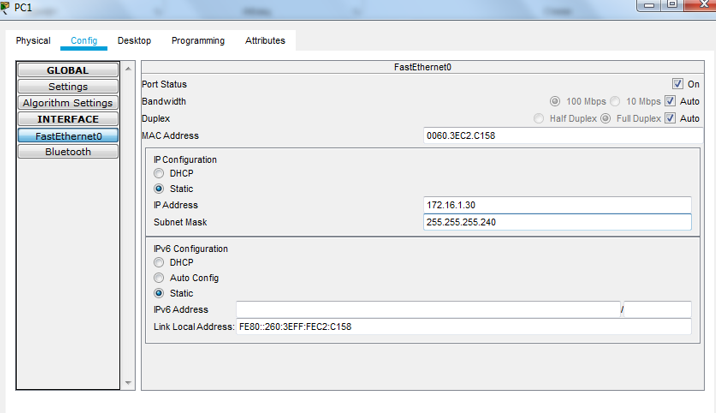 PC1
Physical Config Desktop Programming Attributes
GLOBAL
Settings
Algorithm Settings
INTERFACE
FastEthernet0
Bluetooth
FastEthernet0
Port Status On
Bandwidth 100 Mbps 10 Mbps Auto
Duplex Half Duplex Full Duplex Auto
MAC Address 0060.3EC2.C158
IP Configuration
DHCP
Static
IP Address 172.16.1.30
Subnet Mask 255.255.255.240
IPv6 Configuration
DHCP
Auto Config
Static
IPv6 Address /
Link Local Address: FE80::260:3EFF:FEC2:C158